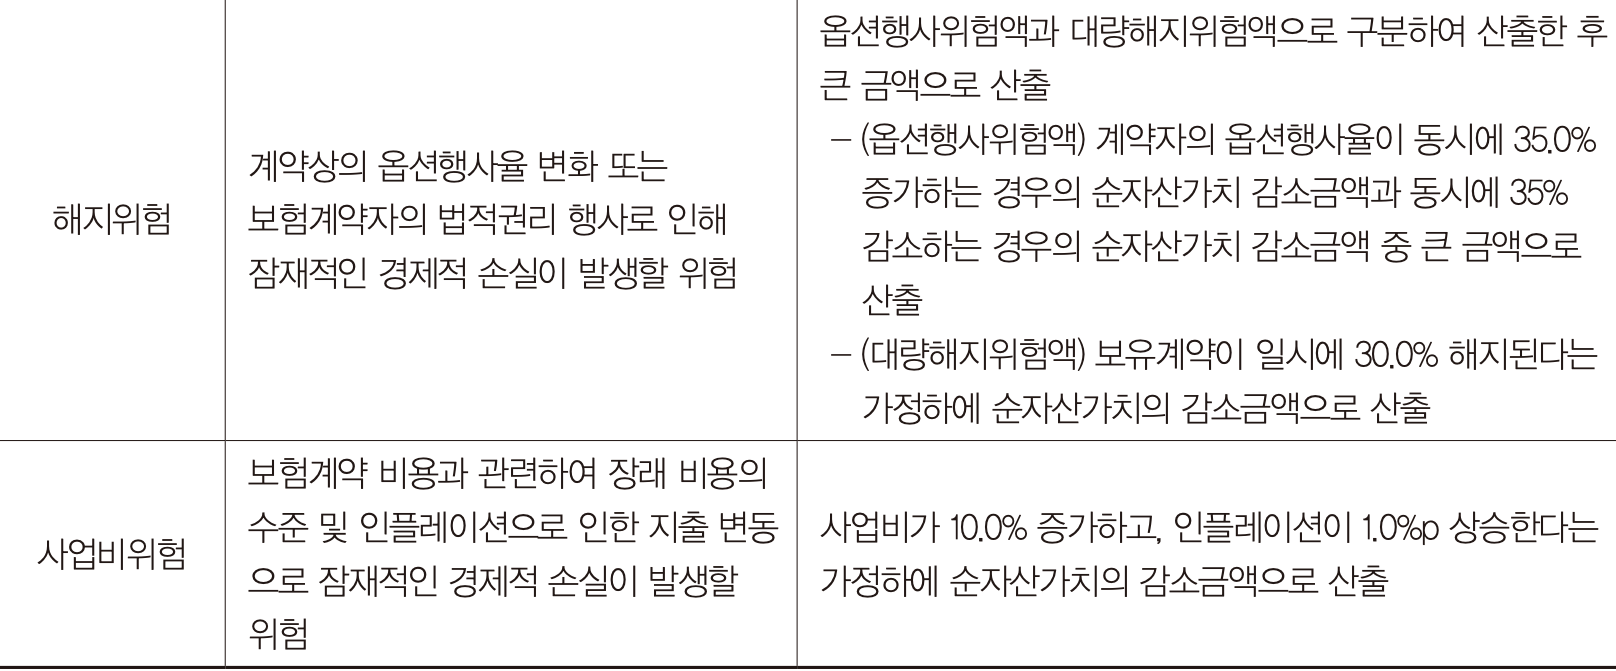 해지위험
계약상의 옵션행사율 변화 또는
보험계약자의 법적권리 행사로 인해
잠재적인 경제적 손실이 발생할 위험
옵션행사위험액과 대량해지위험액으로 구분하여 산출한 후
큰 금액으로 산출
– (옵션행사위험액) 계약자의 옵션행사율이 동시에 35.0%
증가하는 경우의 순자산가치 감소금액과 동시에 35%
감소하는 경우의 순자산가치 감소금액 중 큰 금액으로
산출
– (대량해지위험액) 보유계약이 일시에 30.0% 해지된다는
가정하에 순자산가치의 감소금액으로 산출
사업비위험
보험계약 비용과 관련하여 장래 비용의
수준 및 인플레이션으로 인한 지출 변동
으로 잠재적인 경제적 손실이 발생할
위험
사업비가 10.0% 증가하고, 인플레이션이 1.0%p 상승한다는
가정하에 순자산가치의 감소금액으로 산출